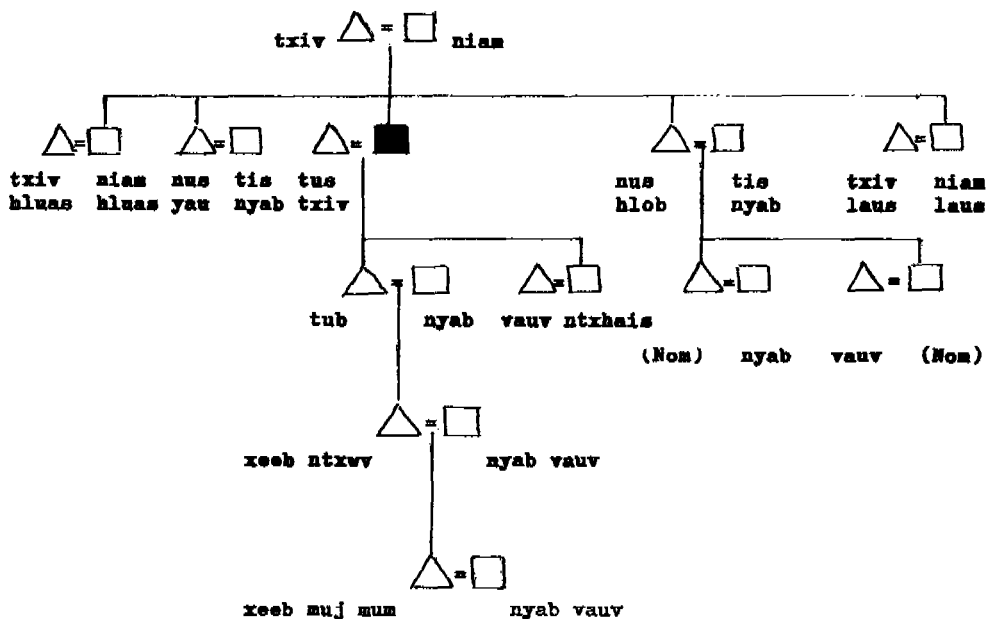 txiv niam
txiv niam nus tis tus nus tis txiv niam
hluas hluas yau nyab txiv hlob nyab laus laus
tub nyab vauv ntxhais
(Nom) nyab vauv (Nom)
xeeb ntxwv nyab vauv
xeeb muj mum nyab vauv